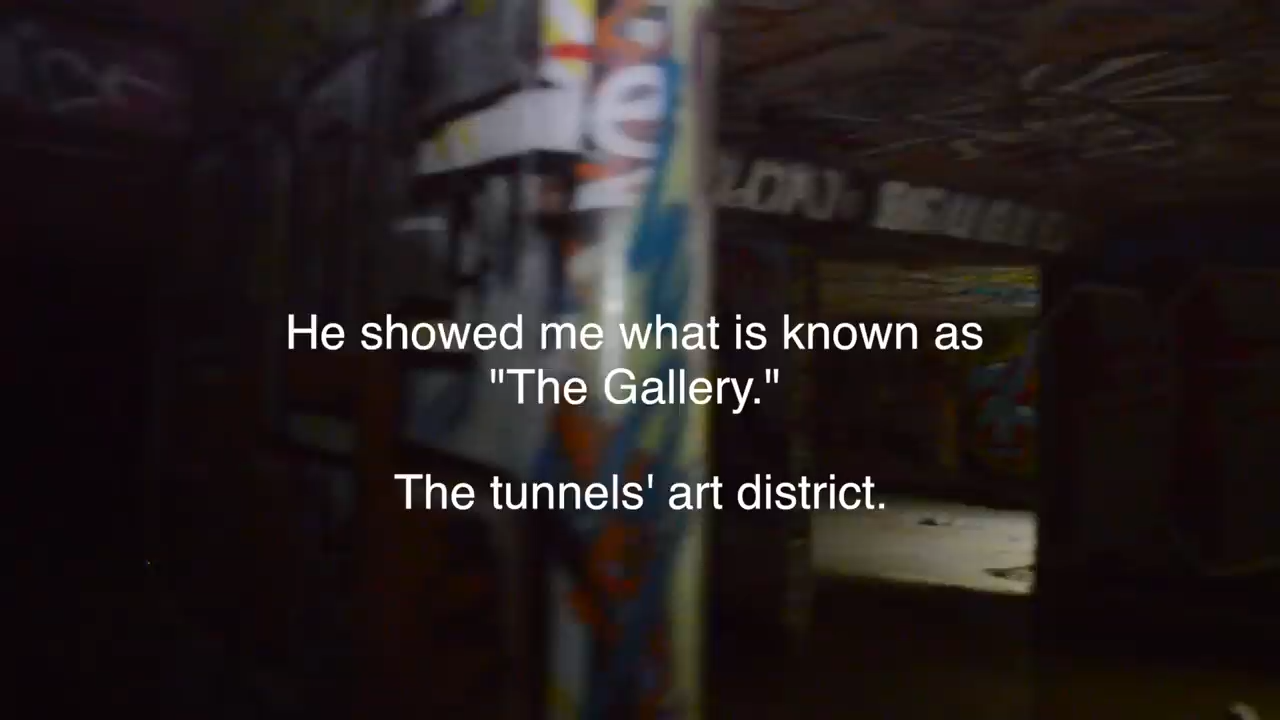 He showed me what is known as
"The Gallery."
The tunnels' art district.